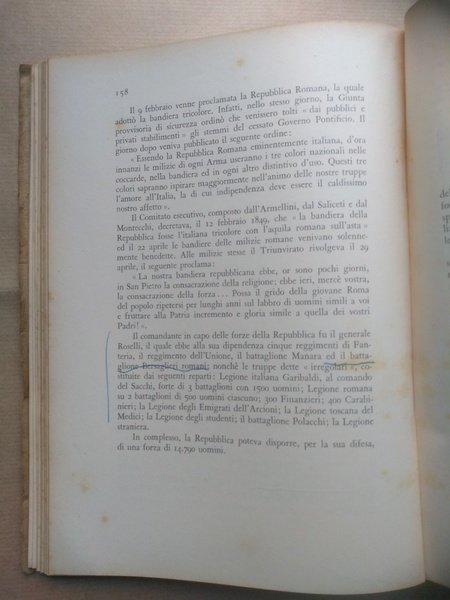 158
Il 9 febbraio venne proclamata la Repubblica Romana, la quale
adottò la bandiera tricolore. Infatti, nello stesso giorno, la Giunta
provvisoria di sicurezza ordinò che venissero tolti « dai pubblici e
privati stabilimenti » gli stemmi del cessato Governo Pontificio. Il
giorno dopo veniva pubblicato il seguente ordine:
« Essendo la Repubblica Romana eminentemente italiana, d'ora
innanzi le milizie di ogni Arma useranno i tre colori nazionali nelle
coccarde, nella bandiera ed in ogni altro distintivo d'uso. Questi tre
colori sapranno ispirare maggiormente nell'animo delle nostre truppe
l'amore all'Italia, la di cui indipendenza deve essere il caldissimo
nostro affetto ».
Il Comitato esecutivo, composto dall'Armellini, dal Saliceti e dal
Montecchi, decretava, il 12 febbraio 1849, che « la bandiera della
Repubblica fosse l'italiana tricolore con l'aquila romana sull'asta »
ed il 22 aprile le bandiere delle milizie romane venivano solenne-
mente benedette. Alle milizie stesse il Triunvirato rivolgeva il 29
aprile, il seguente proclama:
« La nostra bandiera repubblicana ebbe, or sono pochi giorni,
in San Pietro la consacrazione della religione; ebbe ieri, mercè vostra,
la consacrazione della forza... Possa il grido della giovane Roma
del popolo ripetersi per lunghi anni sul labbro di uomini simili a voi
e fruttare alla Patria incremento e gloria simile a quella dei vostri
Padri! ».
Il comandante in capo delle forze della Repubblica fu il generale
Roselli, il quale ebbe alla sua dipendenza cinque reggimenti di Fan-
teria, il reggimento dell'Unione, il battaglione Manara ed il batta-
glione Bersaglieri romani; nonchè le truppe dette « irregolari », co-
stituite dai seguenti reparti: Legione italiana Garibaldi, al comando
del Sacchi, forte di 3 battaglioni con 1500 uomini; Legione romana
su 2 battaglioni di 500 uomini ciascuno; 300 Finanzieri; 400 Carabi-
nieri; la Legione degli Emigrati dell'Arcioni; la Legione toscana del
Medici; la Legione degli studenti; il battaglione Polacchi; la Legione
straniera.
In complesso, la Repubblica poteva disporre, per la sua difesa,
di una forza di 14.790 uomini.